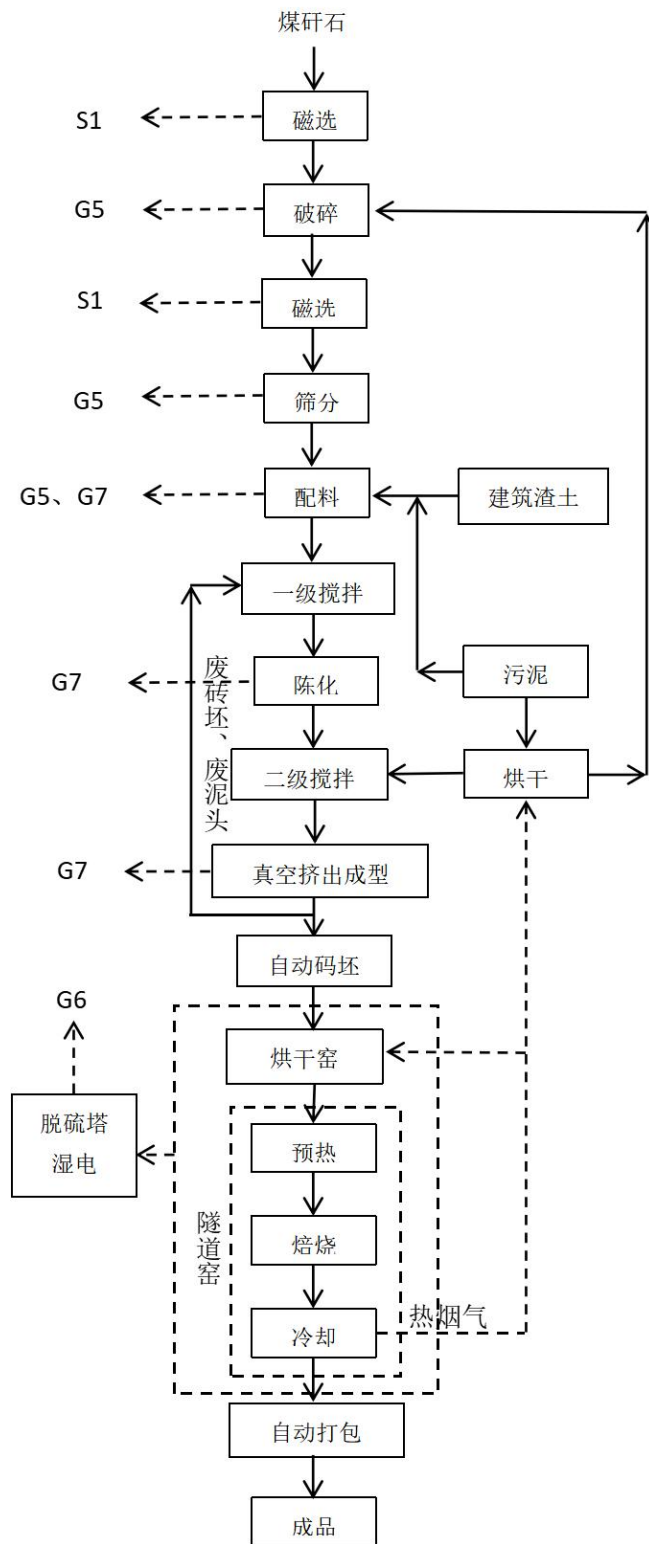 煤矸石
S1
磁选
G5
破碎
S1
磁选
G5
筛分
G5、G7
配料
建筑渣土
一级搅拌
废砖坯、废泥头
G7
陈化
污泥
二级搅拌
烘干
G7
真空挤出成型
自动码坯
G6
烘干窑
脱硫塔
湿电
预热
隧道窑
焙烧
冷却
热烟气
自动打包
成品